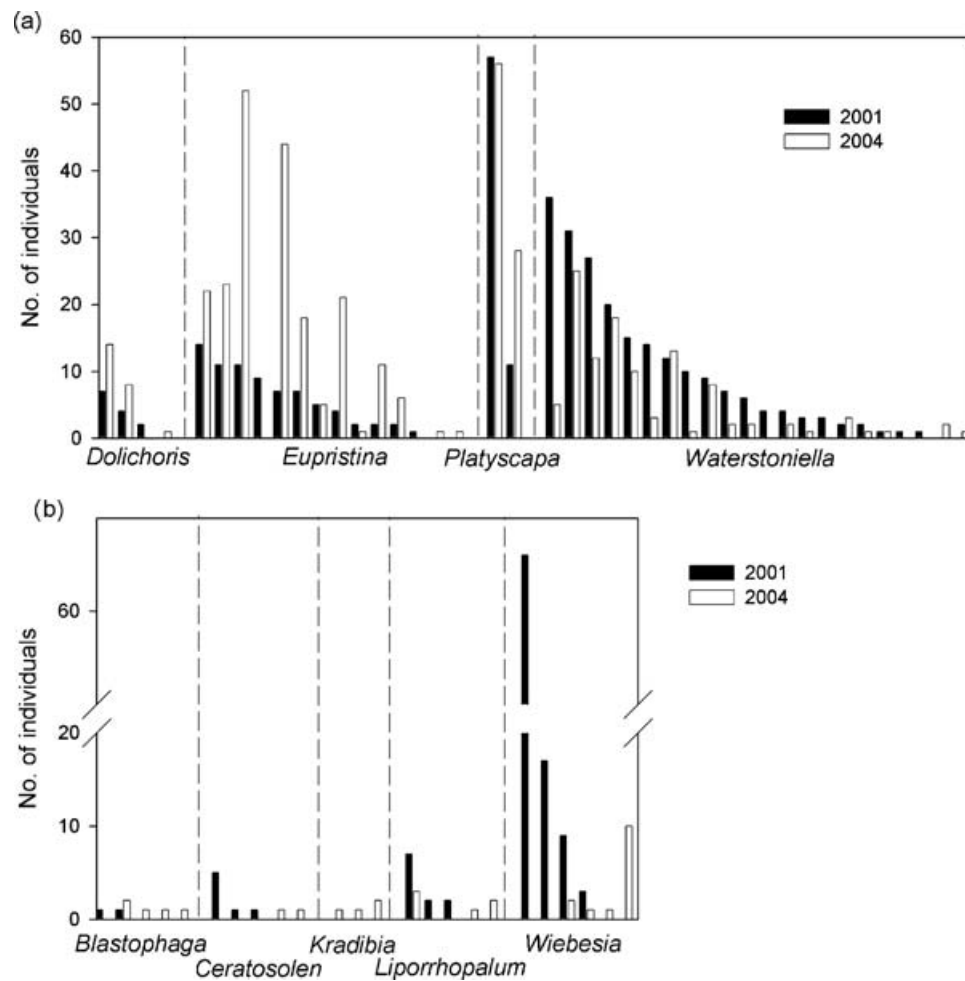 (a)
60
50
40
30
20
10
0
No. of individuals
2001
2004
Dolichoris Eupristina Platyscapa Waterstoniella
(b)
60
20
10
0
No. of individuals
2001
2004
Blastophaga Kradibia Wiebesia
Ceratosolen Liporrhopalum